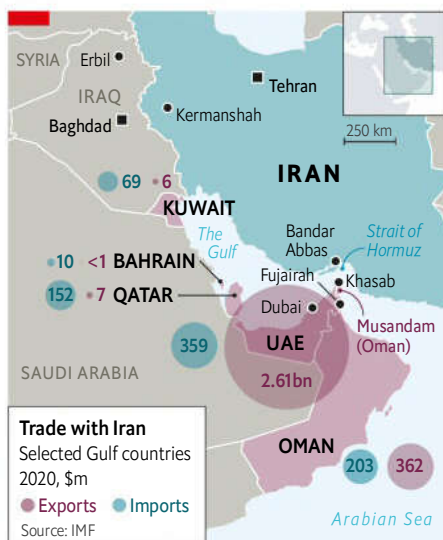 SYRIA
Erbil
IRAQ
Baghdad
Tehran
Kermanshah
250 km
IRAN
69
6
KUWAIT
The
Gulf
Bandar
Abbas
Strait of
Hormuz
10
<1
BAHRAIN
Fujairah
Khasab
152
7
QATAR
Dubai
Musandam
(Oman)
359
UAE
2.61bn
SAUDI ARABIA
OMAN
203
362
Arabian Sea
Trade with Iran
Selected Gulf countries
2020, $m
Exports
Imports
Source: IMF